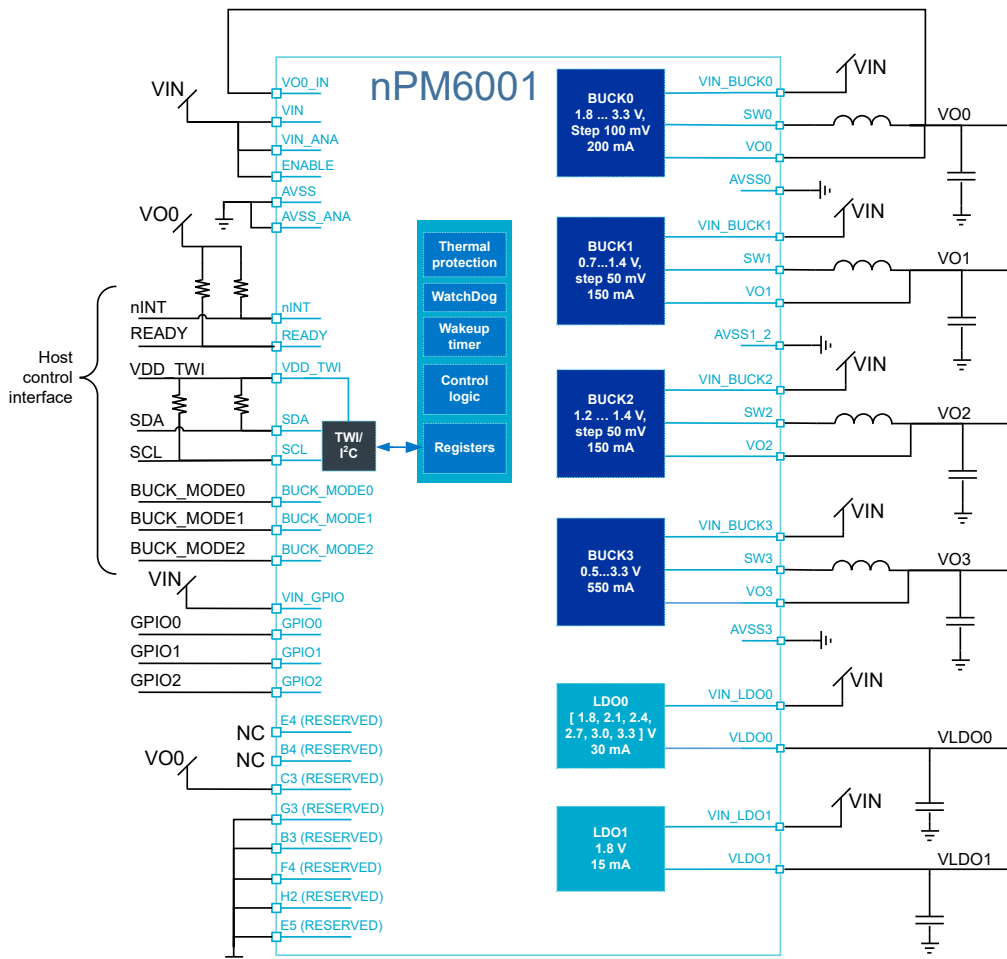 nPM6001
VIN
VO0
nINT
READY
VDD_TWI
SDA
SCL
BUCK_MODE0
BUCK_MODE1
BUCK_MODE2
Host
control
interface
VIN
GPIO0
GPIO1
GPIO2
NC
NC
VO0
VO0_IN
VIN
VIN_ANA
ENABLE
AVSS
AVSS_ANA
nINT
READY
VDD_TWI
SDA
SCL
BUCK_MODE0
BUCK_MODE1
BUCK_MODE2
VIN_GPIO
GPIO0
GPIO1
GPIO2
E4 (RESERVED)
B4 (RESERVED)
C3 (RESERVED)
G3 (RESERVED)
B3 (RESERVED)
F4 (RESERVED)
H2 (RESERVED)
E5 (RESERVED)
TWI/
I²C
Thermal
protection
WatchDog
Wakeup
timer
Control
logic
Registers
BUCK0
1.8 ... 3.3 V,
Step 100 mV
200 mA
VIN_BUCK0
SW0
VO0
AVSS0
VIN
VO0
BUCK1
0.7...1.4 V,
step 50 mV
150 mA
VIN_BUCK1
SW1
VO1
AVSS1_2
VIN
VO1
BUCK2
1.2 ... 1.4 V,
step 50 mV
150 mA
VIN_BUCK2
SW2
VO2
VIN
VO2
BUCK3
0.5...3.3 V
550 mA
VIN_BUCK3
SW3
VO3
AVSS3
VIN
VO3
LDO0
[ 1.8, 2.1, 2.4,
2.7, 3.0, 3.3 ] V
30 mA
VIN_LDO0
VLDO0
VIN
VLDO0
LDO1
1.8 V
15 mA
VIN_LDO1
VLDO1
VIN
VLDO1